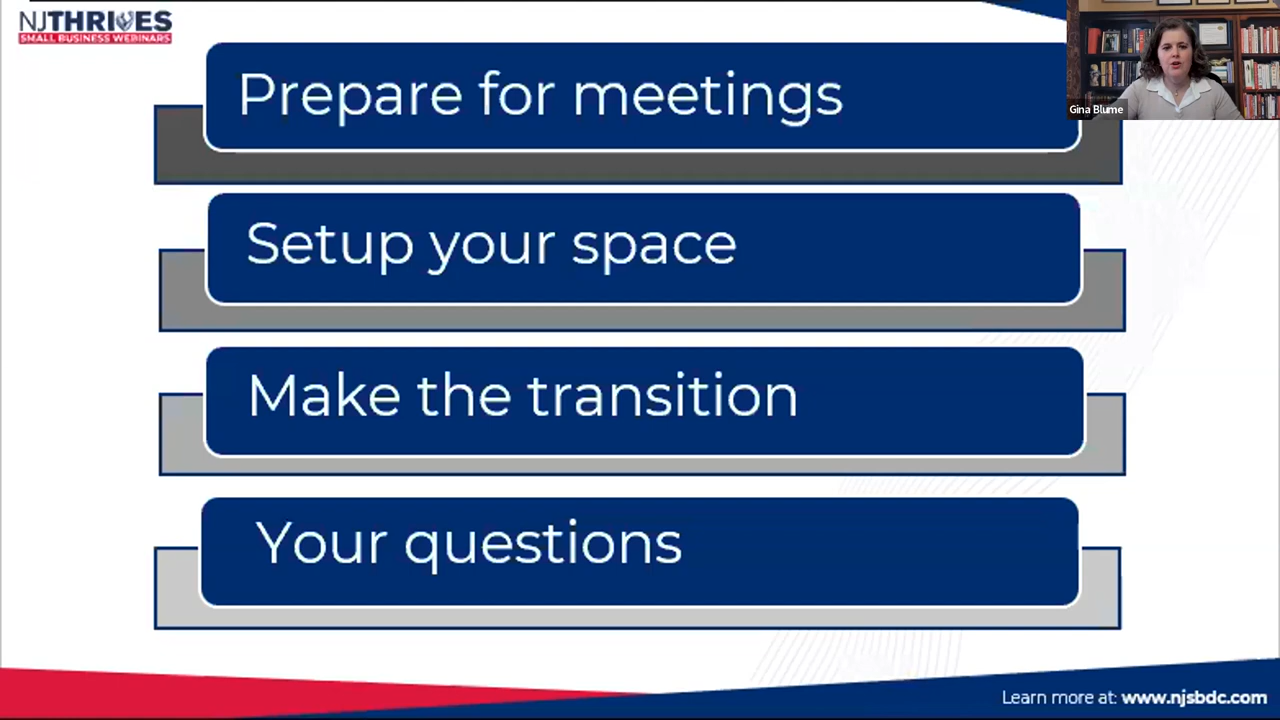 NJTHRIVES
SMALL BUSINESS WEBINARS
Prepare for meetings
Gina Blume
Setup your space
Make the transition
Your questions
Learn more at: www.njsbdc.com